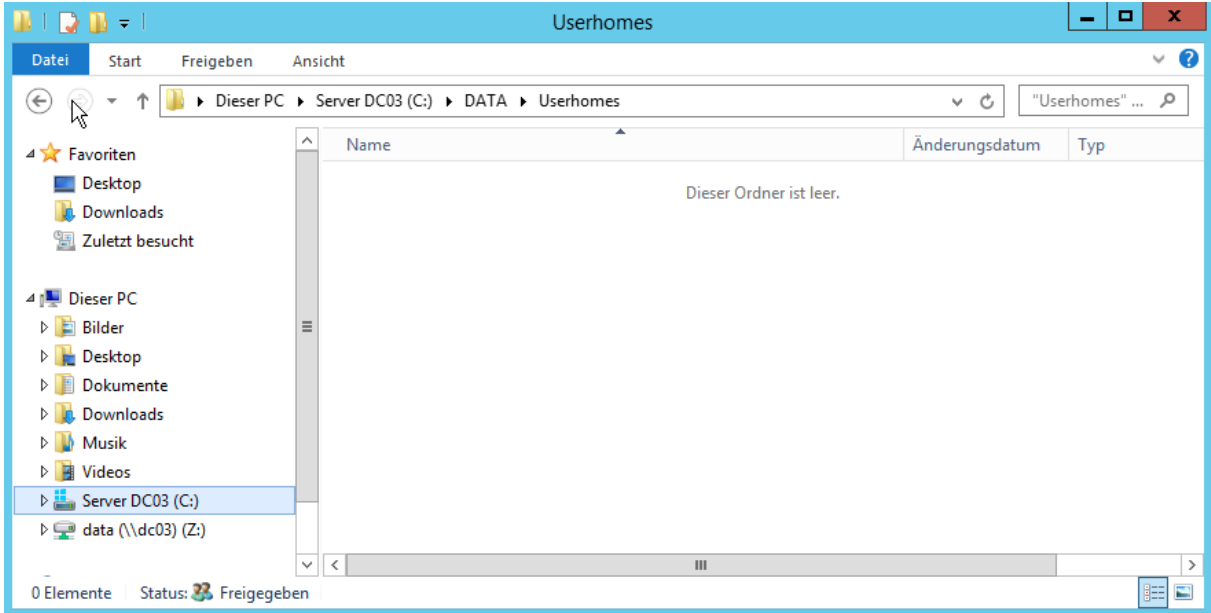 Userhomes
Datei Start Freigeben Ansicht
Dieser PC Server DC03 (C:) DATA Userhomes "Userhomes" ...
Name Änderungsdatum Typ
Dieser Ordner ist leer.
Favoriten
Desktop
Downloads
Zuletzt besucht
Dieser PC
Bilder
Desktop
Dokumente
Downloads
Musik
Videos
Server DC03 (C:)
data (\\dc03) (Z:)
0 Elemente Status: Freigegeben